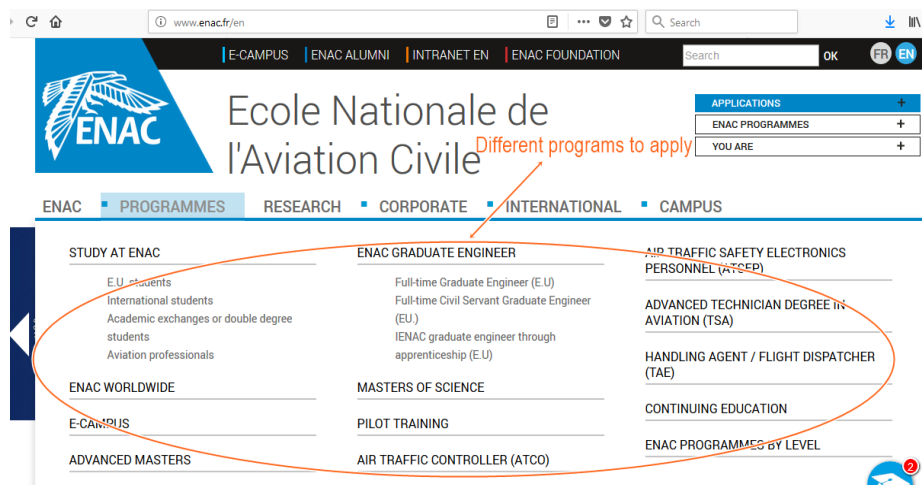 www.enac.fr/en
Search
E-CAMPUS
ENAC ALUMNI
INTRANET EN
ENAC FOUNDATION
Search
OK
FR
EN
ENAC
Ecole Nationale de
l'Aviation Civile
Different programs to apply
APPLICATIONS +
ENAC PROGRAMMES +
YOU ARE +
ENAC
PROGRAMMES
RESEARCH
CORPORATE
INTERNATIONAL
CAMPUS
STUDY AT ENAC
E.U. students
International students
Academic exchanges or double degree
students
Aviation professionals
ENAC WORLDWIDE
E-CAMPUS
ADVANCED MASTERS
ENAC GRADUATE ENGINEER
Full-time Graduate Engineer (E.U)
Full-time Civil Servant Graduate Engineer
(EU.)
IENAC graduate engineer through
apprenticeship (E.U)
MASTERS OF SCIENCE
PILOT TRAINING
AIR TRAFFIC CONTROLLER (ATCO)
AIR TRAFFIC SAFETY ELECTRONICS
PERSONNEL (ATSEP)
ADVANCED TECHNICIAN DEGREE IN
AVIATION (TSA)
HANDLING AGENT / FLIGHT DISPATCHER
(TAE)
CONTINUING EDUCATION
ENAC PROGRAMMES BY LEVEL
2